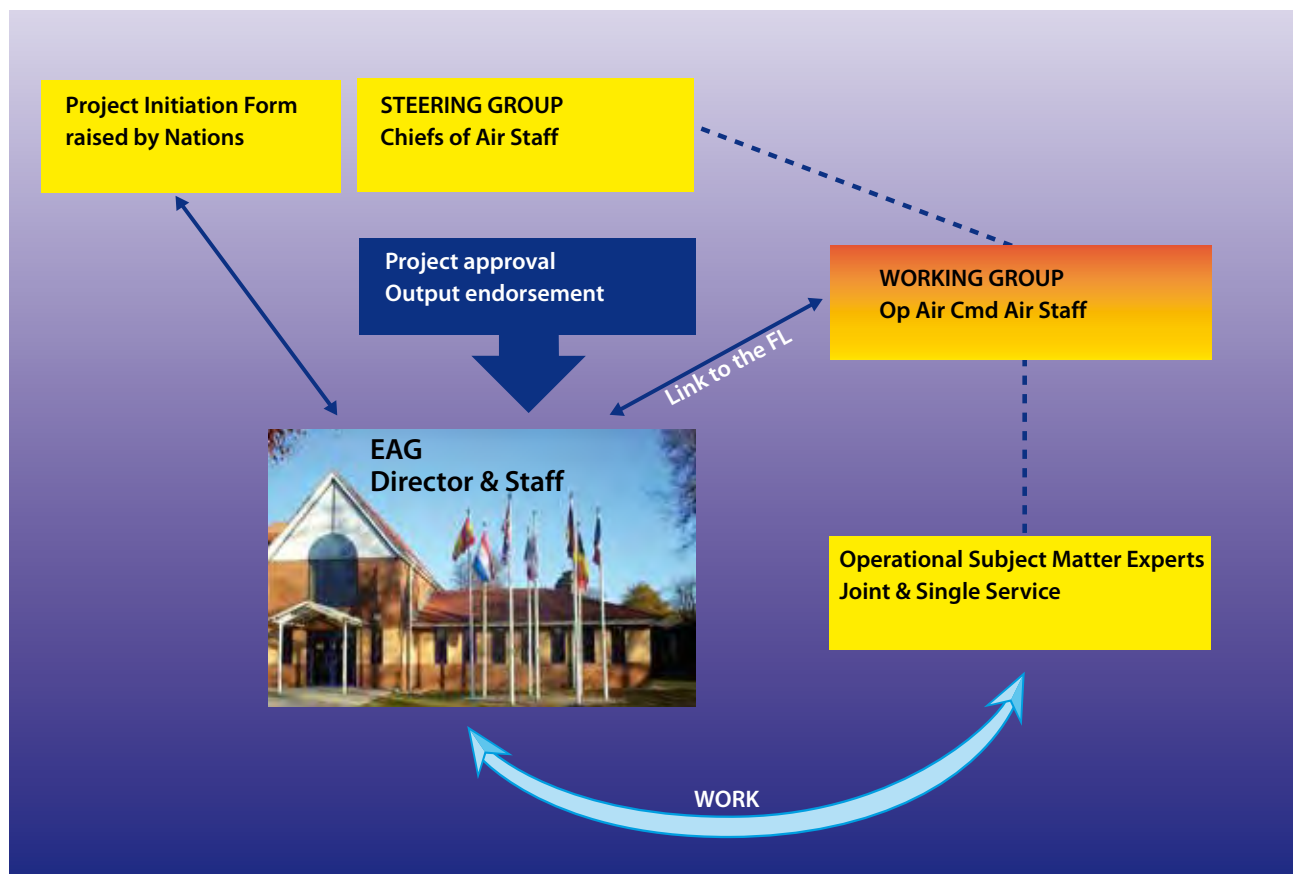 Project Initiation Form
raised by Nations
STEERING GROUP
Chiefs of Air Staff
Project approval
Output endorsement
WORKING GROUP
Op Air Cmd Air Staff
Link to the FL
EAG
Director & Staff
Operational Subject Matter Experts
Joint & Single Service
WORK